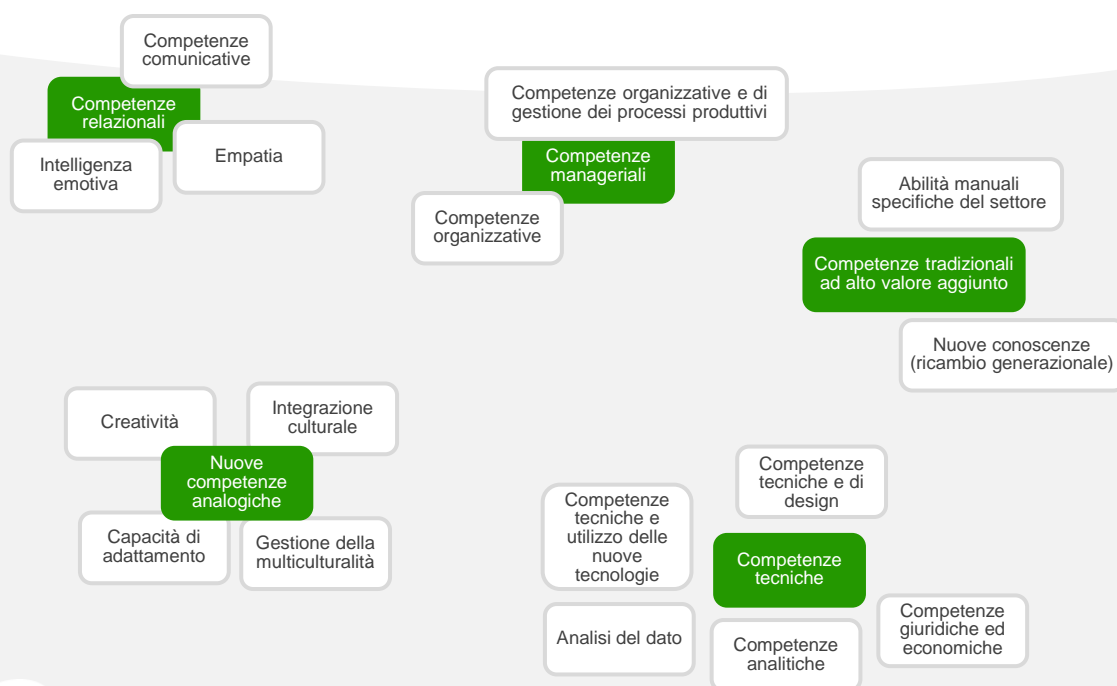 Competenze
comunicative
Competenze
relazionali
Intelligenza
emotiva
Empatia
Competenze organizzative e di
gestione dei processi produttivi
Competenze
manageriali
Competenze
organizzative
Abilità manuali
specifiche del settore
Competenze tradizionali
ad alto valore aggiunto
Nuove conoscenze
(ricambio generazionale)
Creatività
Integrazione
culturale
Nuove
competenze
analogiche
Capacità di
adattamento
Gestione della
multiculturalità
Competenze
tecniche e di
design
Competenze
tecniche e
utilizzo delle
nuove
tecnologie
Competenze
tecniche
Analisi del dato
Competenze
analitiche
Competenze
giuridiche ed
economiche